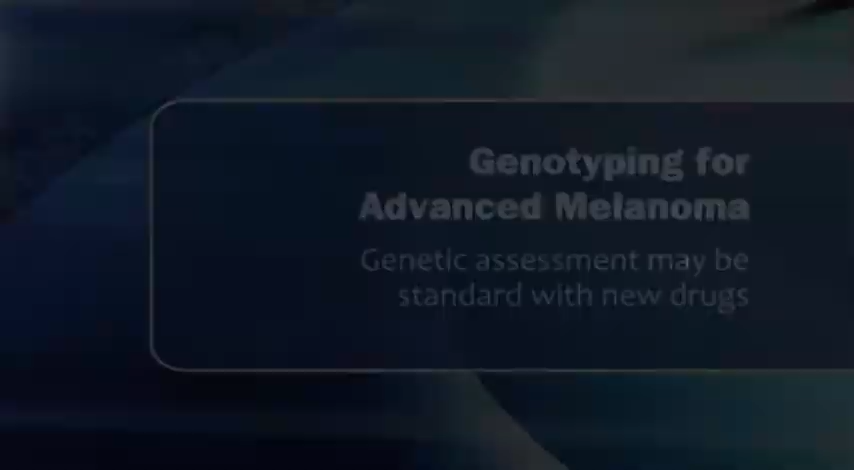 Genotyping for
Advanced Melanoma
Genetic assessment may be
standard with new drugs